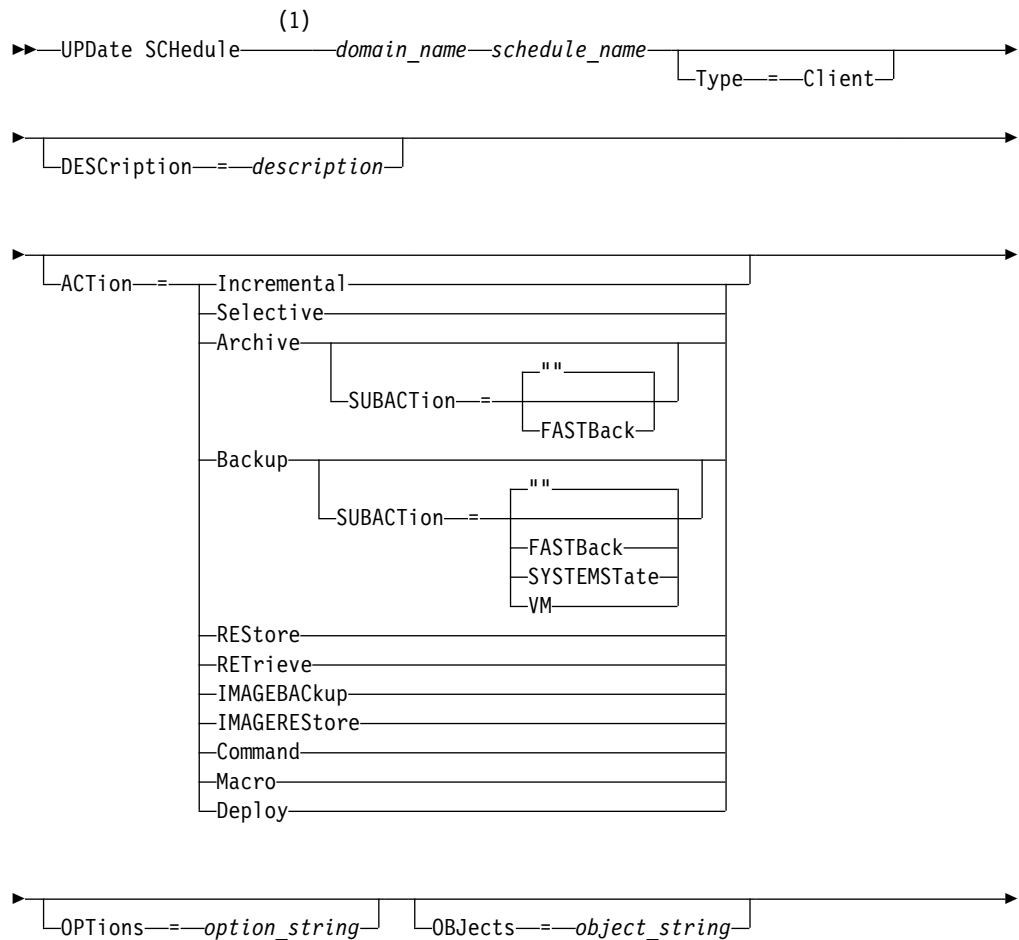 (1)
UPDate SCHedule domain_name schedule_name
Type = Client
DESCription = description
ACTion = Incremental
Selective
Archive
""
SUBACTion =
FASTBack
Backup
""
SUBACTion =
FASTBack
SYSTEMSTate
VM
REStore
RETrieve
IMAGEBACkup
IMAGEREStore
Command
Macro
Deploy
OPTions = option_string OBJects = object_string